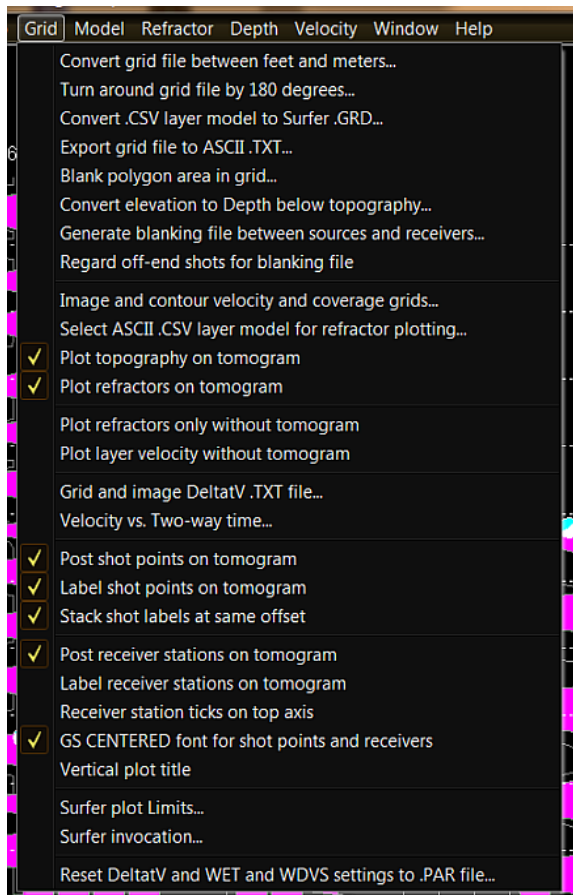 Grid Model Refractor Depth Velocity Window Help
Convert grid file between feet and meters...
Turn around grid file by 180 degrees...
Convert .CSV layer model to Surfer .GRD...
Export grid file to ASCII .TXT...
Blank polygon area in grid...
Convert elevation to Depth below topography...
Generate blanking file between sources and receivers...
Regard off-end shots for blanking file
Image and contour velocity and coverage grids...
Select ASCII .CSV layer model for refractor plotting...
Plot topography on tomogram
Plot refractors on tomogram
Plot refractors only without tomogram
Plot layer velocity without tomogram
Grid and image DeltatV .TXT file...
Velocity vs. Two-way time...
Post shot points on tomogram
Label shot points on tomogram
Stack shot labels at same offset
Post receiver stations on tomogram
Label receiver stations on tomogram
Receiver station ticks on top axis
GS CENTERED font for shot points and receivers
Vertical plot title
Surfer plot Limits...
Surfer invocation...
Reset DeltatV and WET and WDVS settings to .PAR file...